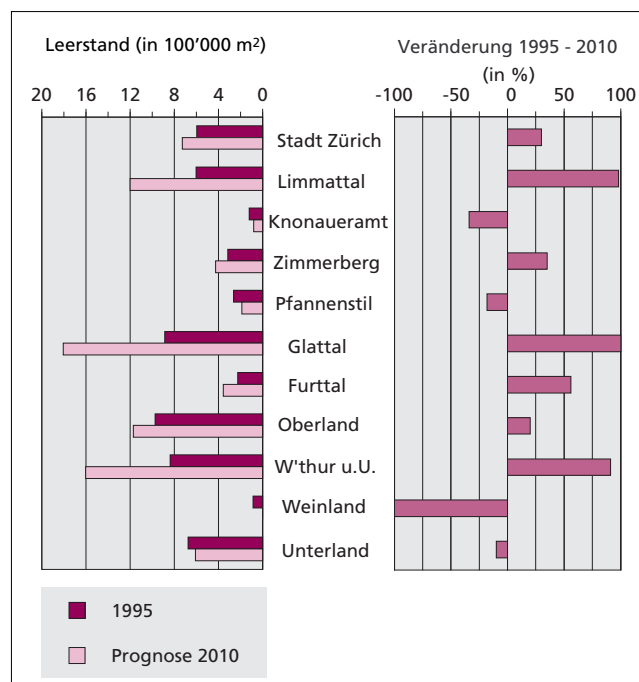 Leerstand (in 100’000 m²)
20 16 12 8 4 0
Veränderung 1995 - 2010
(in %)
-100 -50 0 50 100
Stadt Zürich
Limmattal
Knonaueramt
Zimmerberg
Pfannenstil
Glattal
Furttal
Oberland
W'thur u.U.
Weinland
Unterland
1995
Prognose 2010